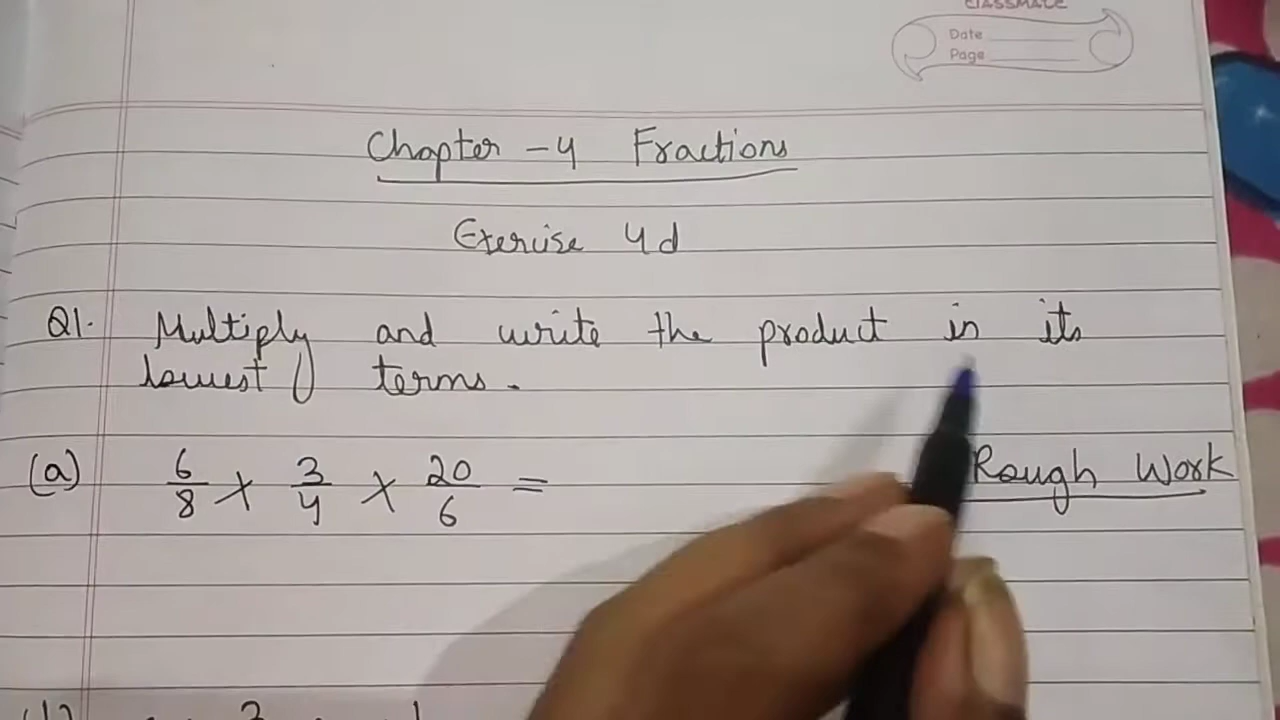 CLASSMATE
Date
Page
Chapter - 4 Fractions
Exercise 4d
Q1. Multiply and write the product in its
lowest terms.
(a) 6/8 × 3/4 × 20/6 =
Rough Work